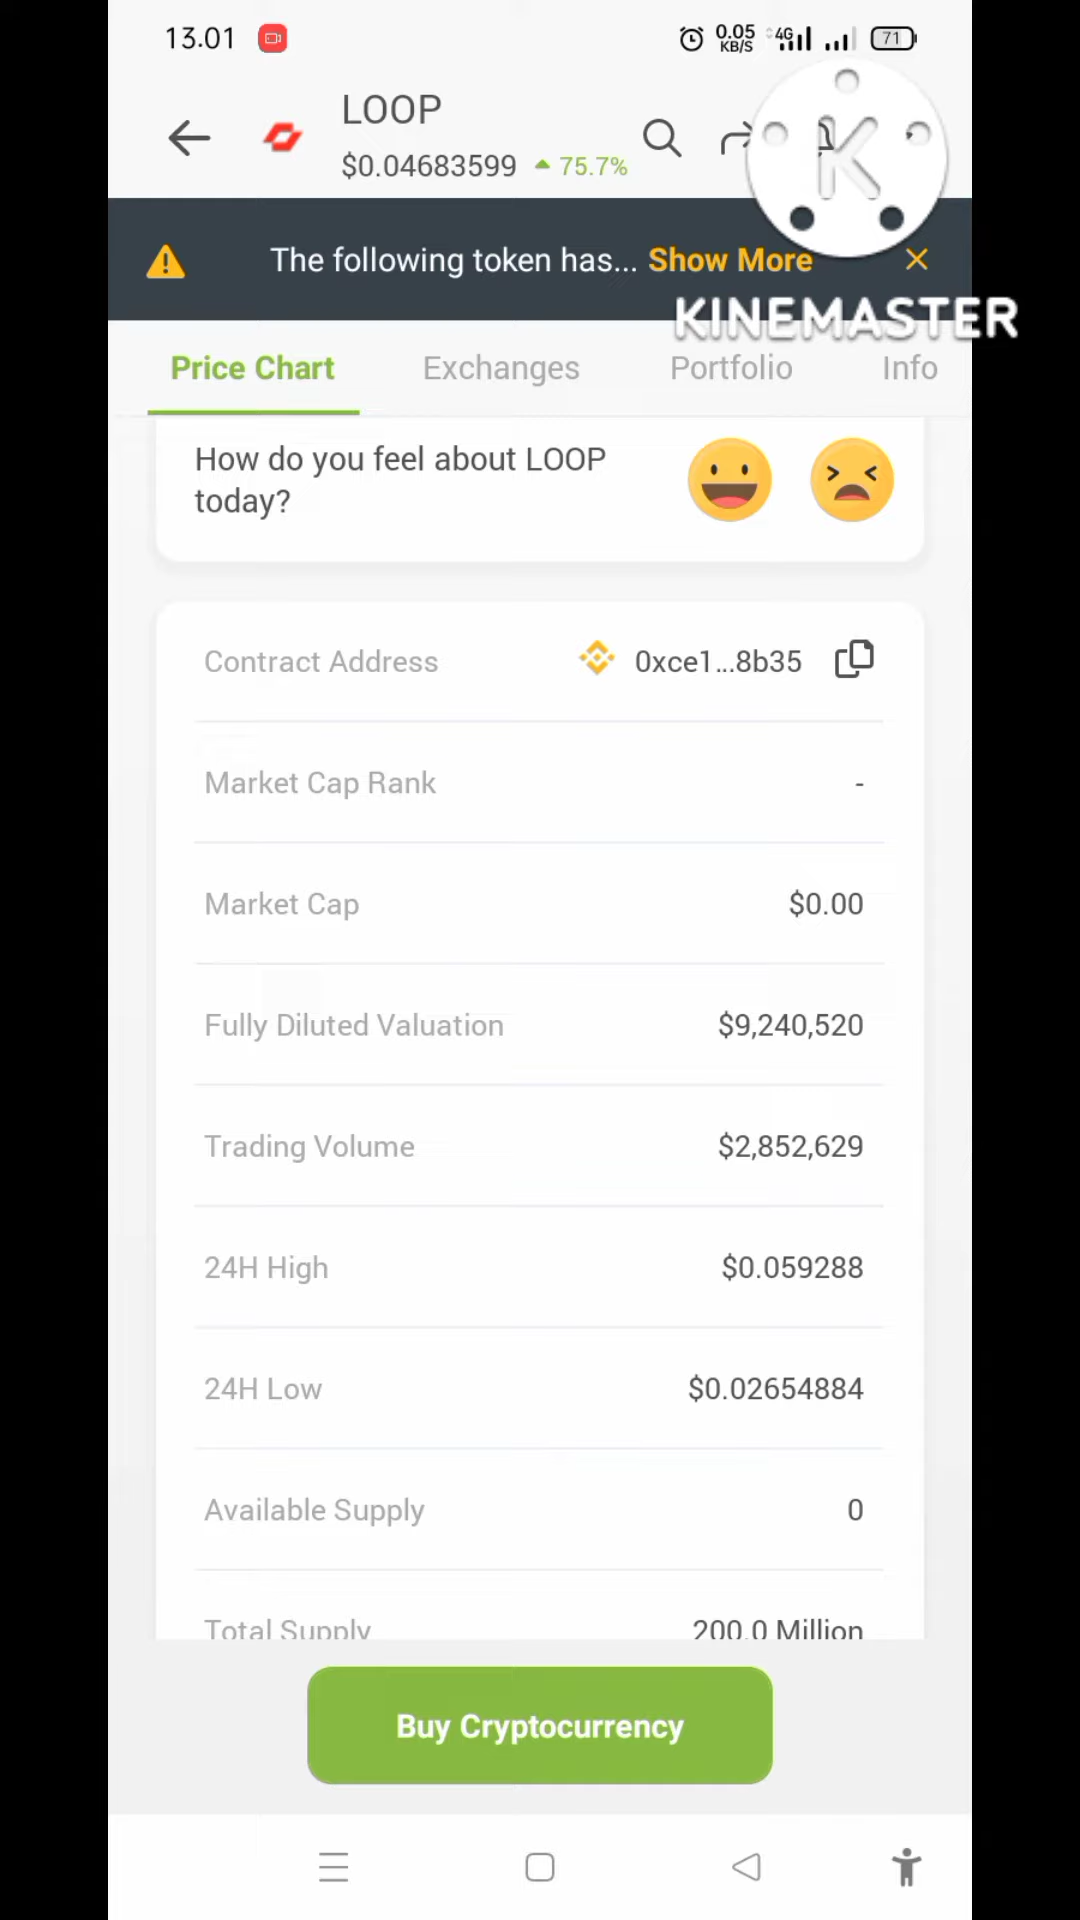 13.01
0.05
KB/S
4G
71
LOOP
$0.04683599 75.7%
K
The following token has... Show More
KINEMASTER
Price Chart Exchanges Portfolio Info
How do you feel about LOOP
today?
Contract Address 0xce1...8b35
Market Cap Rank -
Market Cap $0.00
Fully Diluted Valuation $9,240,520
Trading Volume $2,852,629
24H High $0.059288
24H Low $0.02654884
Available Supply 0
Total Supply 200.0 Million
Buy Cryptocurrency